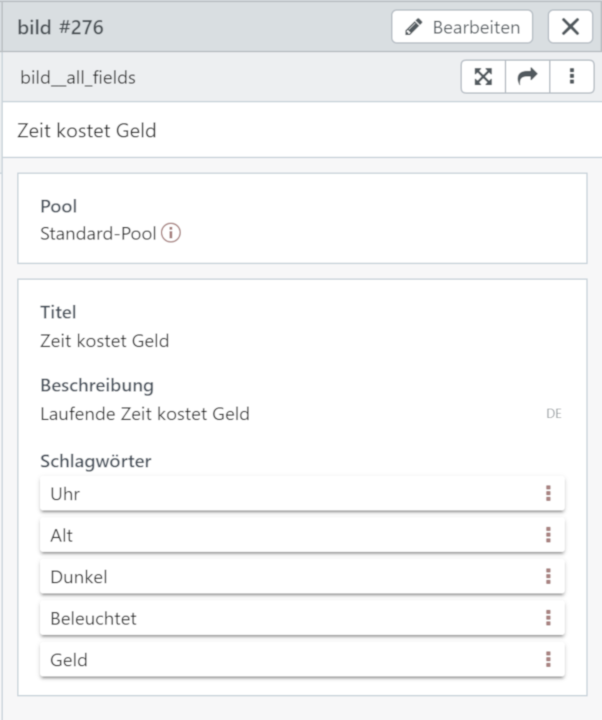 bild #276
Bearbeiten
bild__all_fields
Zeit kostet Geld
Pool
Standard-Pool
Titel
Zeit kostet Geld
Beschreibung
Laufende Zeit kostet Geld DE
Schlagwörter
Uhr
Alt
Dunkel
Beleuchtet
Geld